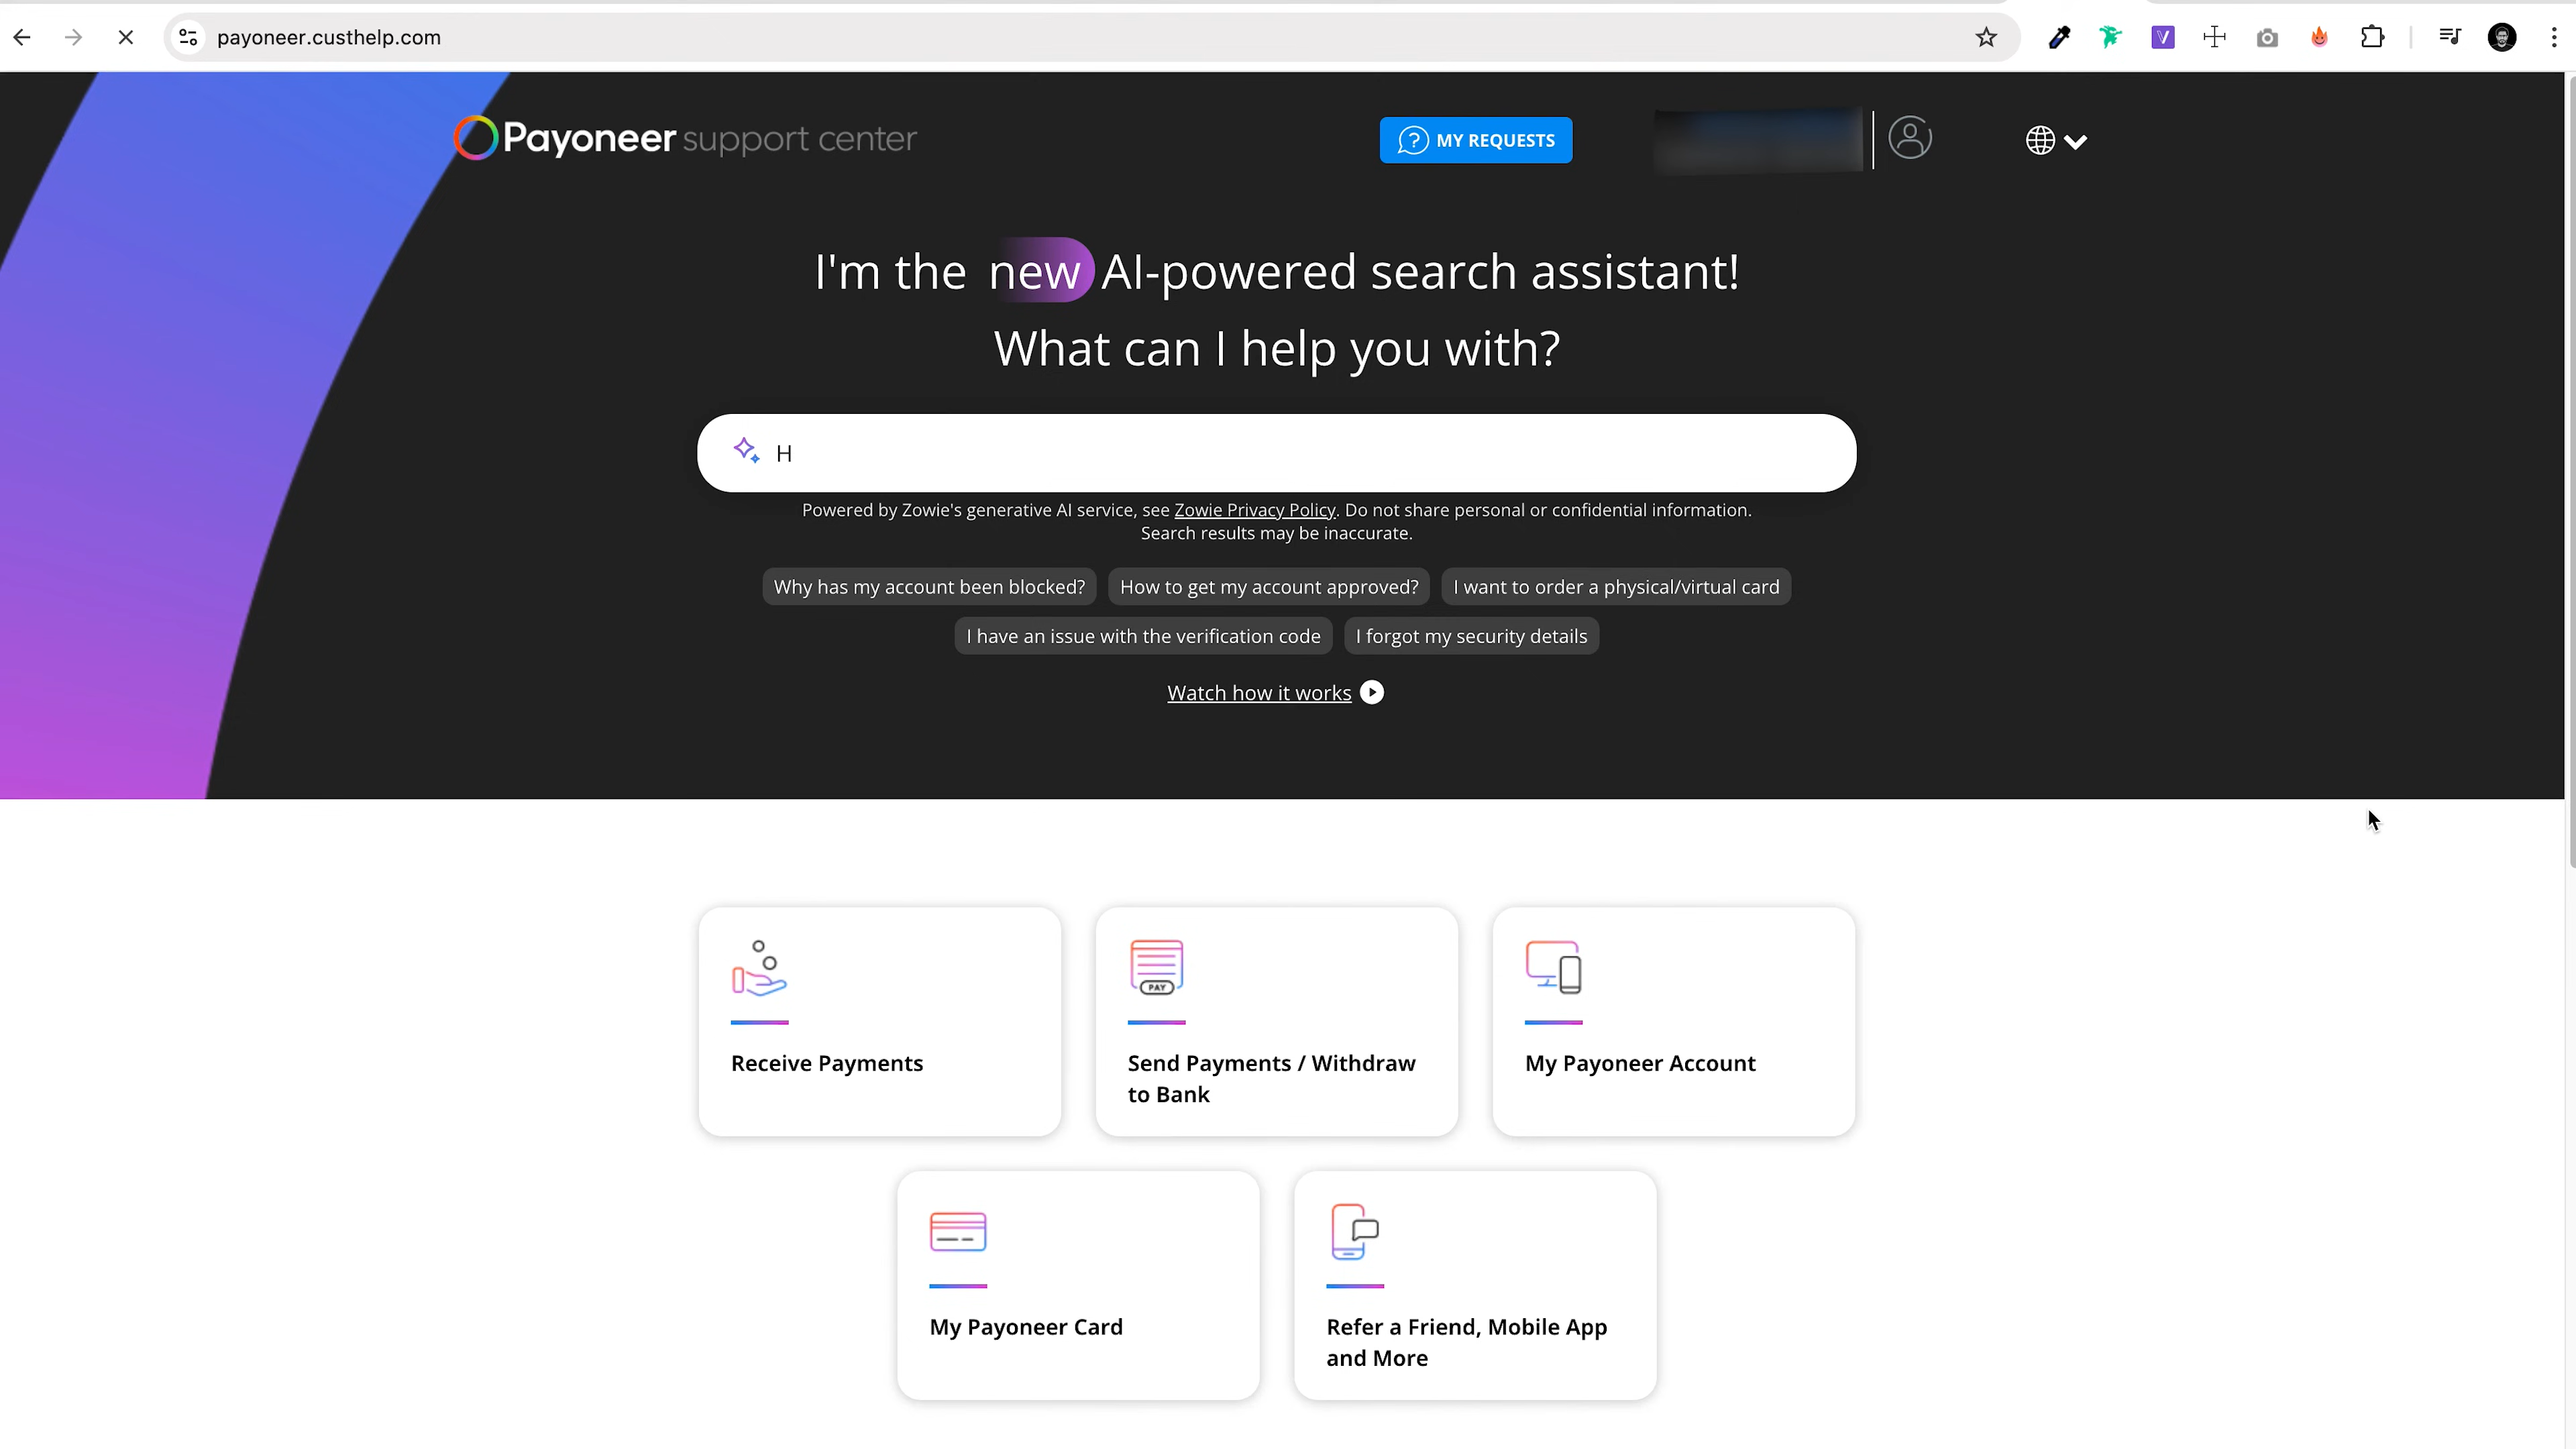 payoneer.custhelp.com
Payoneer support center
MY REQUESTS
I'm the new AI-powered search assistant!
What can I help you with?
H
Powered by Zowie's generative AI service, see Zowie Privacy Policy. Do not share personal or confidential information.
Search results may be inaccurate.
Why has my account been blocked?
How to get my account approved?
I want to order a physical/virtual card
I have an issue with the verification code
I forgot my security details
Watch how it works
PAY
Receive Payments
Send Payments / Withdraw
to Bank
My Payoneer Account
My Payoneer Card
Refer a Friend, Mobile App
and More